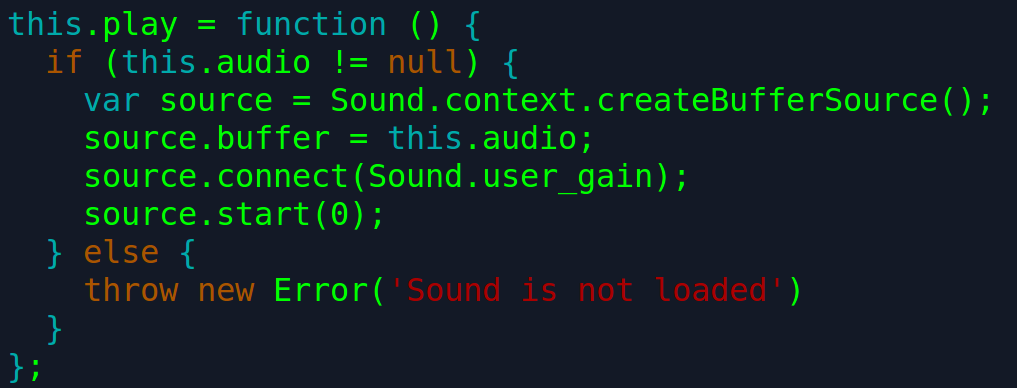 this.play = function () {
  if (this.audio != null) {
    var source = Sound.context.createBufferSource();
    source.buffer = this.audio;
    source.connect(Sound.user_gain);
    source.start(0);
  } else {
    throw new Error('Sound is not loaded')
  }
};